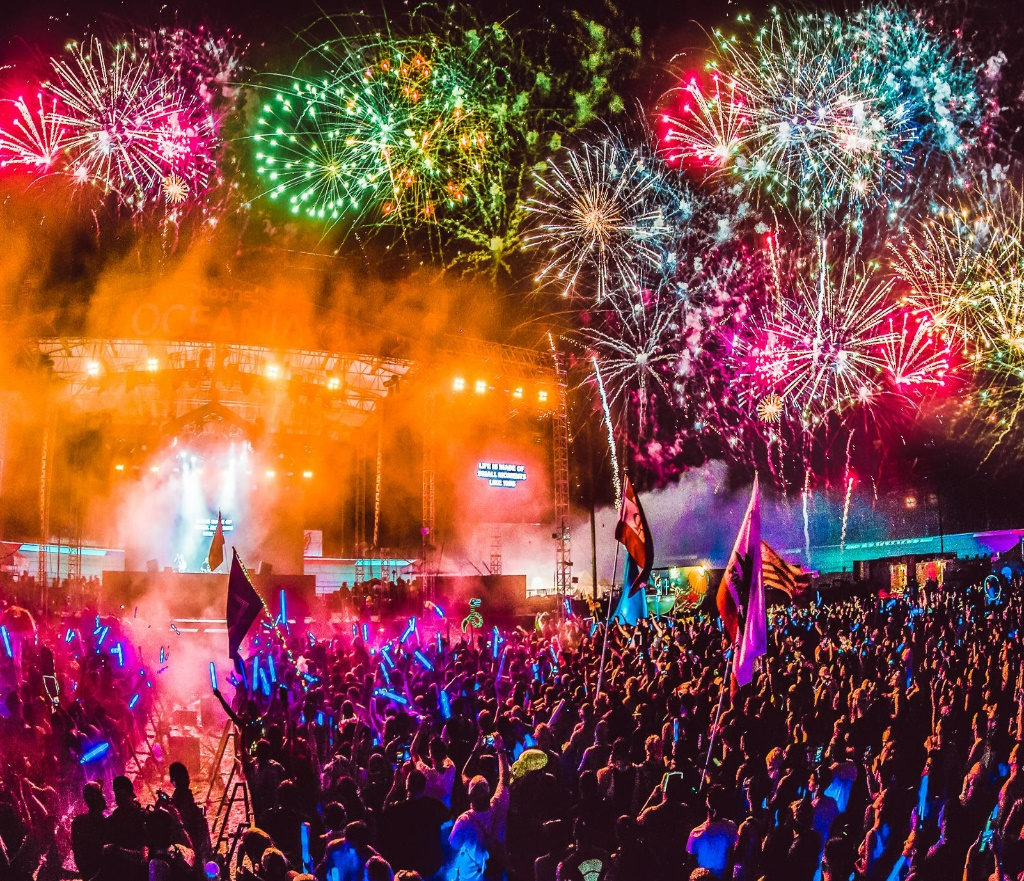 OCEANIA
LIFE IS MADE OF
SMALL MOMENTS
LIKE THIS